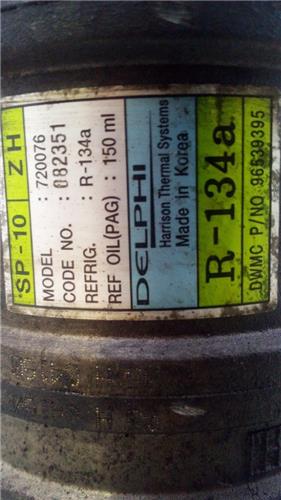 SP-10 ZH
MODEL : 720076
CODE NO. : 082351
REFRIG. : R-134a
REF OIL(PAG) : 150 ml
DELPHI
Harrison Thermal Systems
Made in Korea
R-134a
DWMC P/NO 96539395